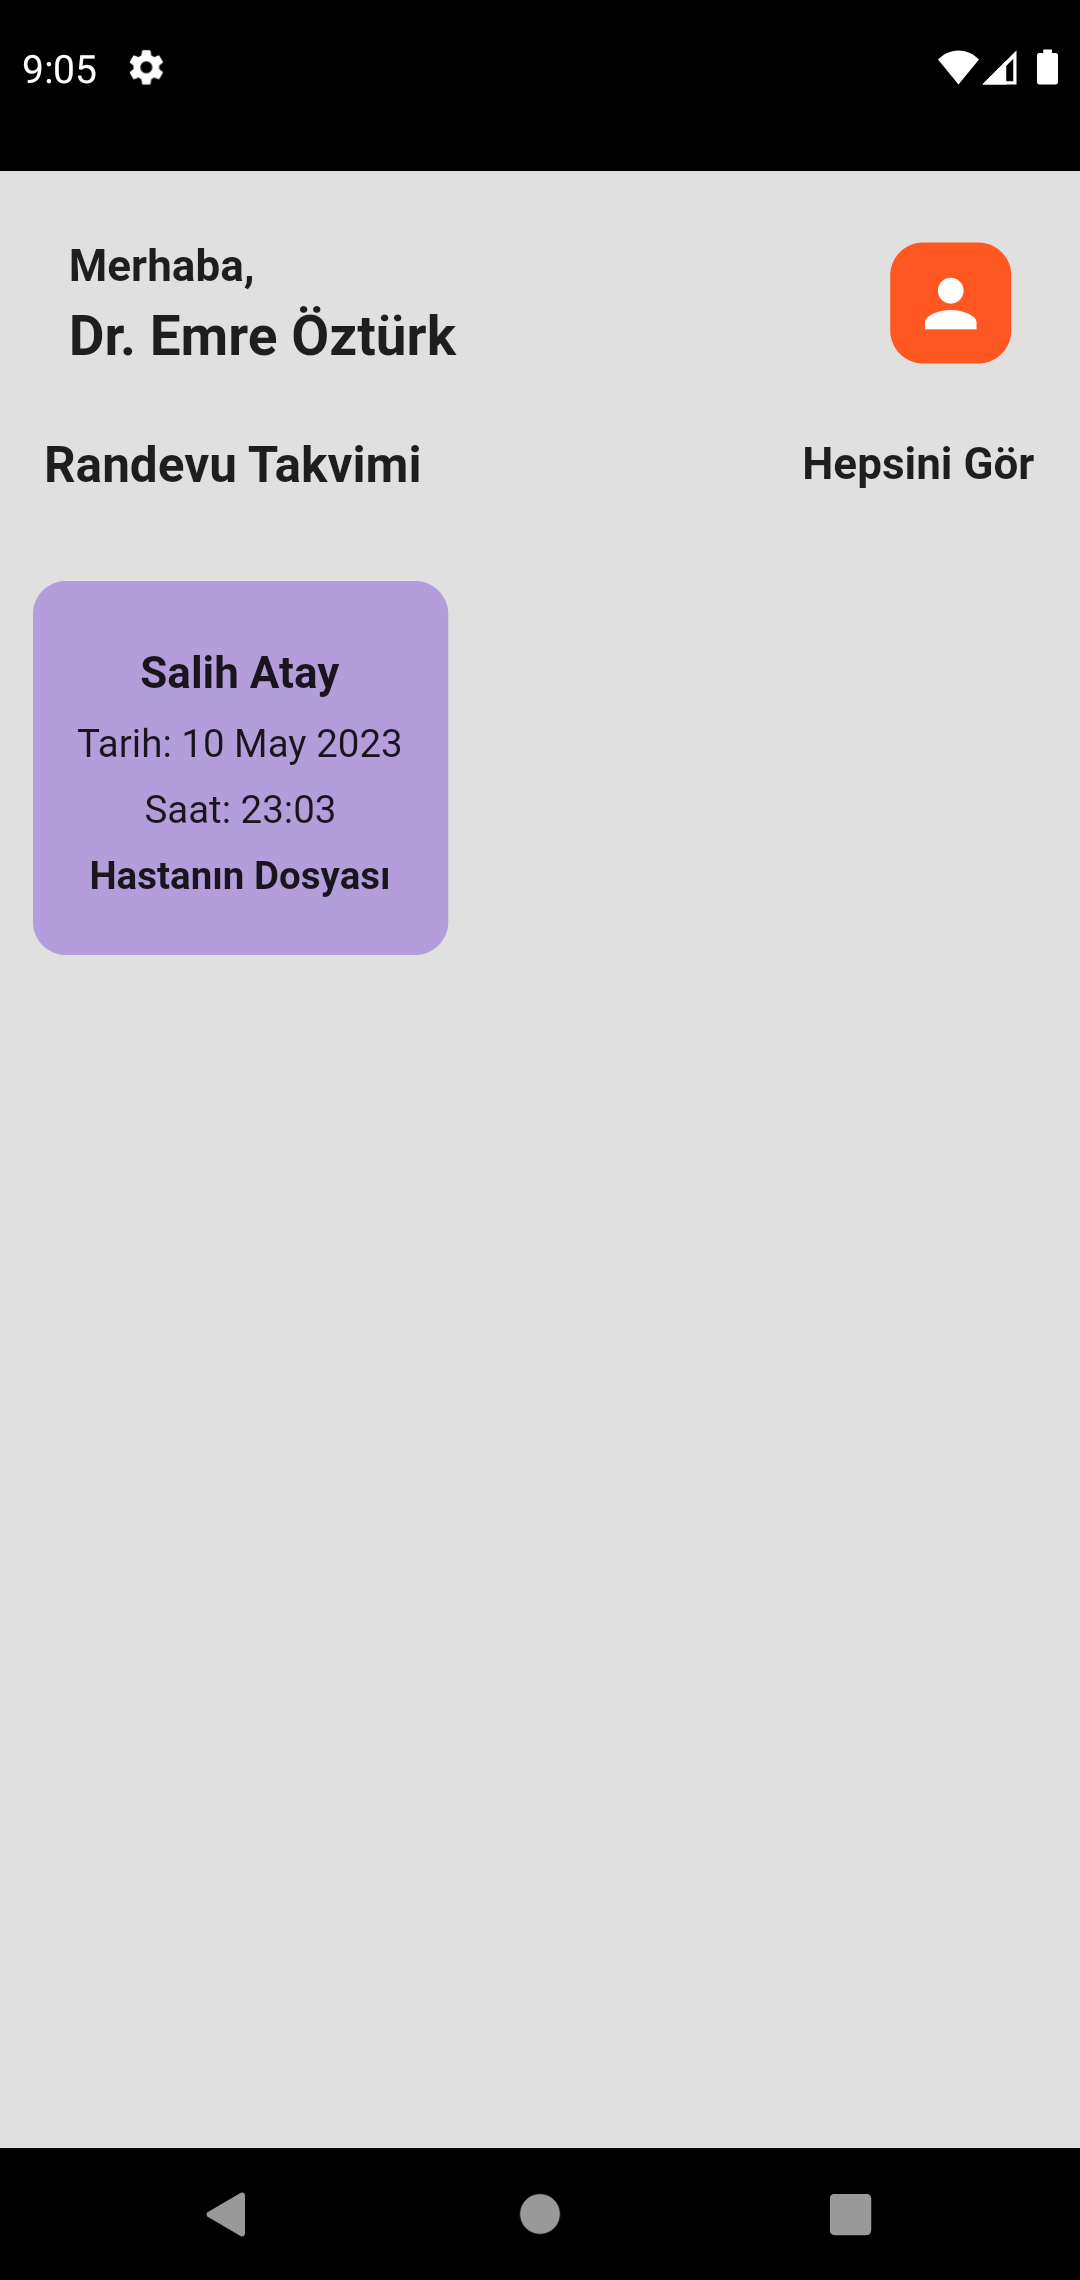 9:05
Merhaba,
Dr. Emre Öztürk
Randevu Takvimi
Hepsini Gör
Salih Atay
Tarih: 10 May 2023
Saat: 23:03
Hastanın Dosyası